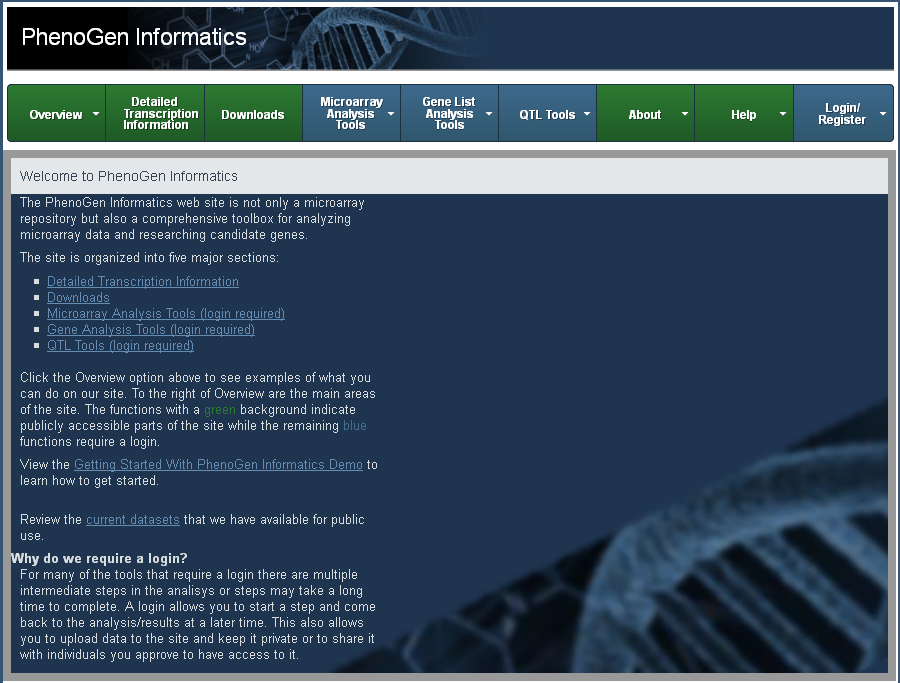 PhenoGen Informatics
Overview
Detailed
Transcription
Information
Downloads
Microarray
Analysis
Tools
Gene List
Analysis
Tools
QTL Tools
About
Help
Login/
Register
Welcome to PhenoGen Informatics
The PhenoGen Informatics web site is not only a microarray
repository but also a comprehensive toolbox for analyzing
microarray data and researching candidate genes.
The site is organized into five major sections:
Detailed Transcription Information
Downloads
Microarray Analysis Tools (login required)
Gene Analysis Tools (login required)
QTL Tools (login required)
Click the Overview option above to see examples of what you
can do on our site. To the right of Overview are the main areas
of the site. The functions with a green background indicate
publicly accessible parts of the site while the remaining blue
functions require a login.
View the Getting Started With PhenoGen Informatics Demo to
learn how to get started.
Review the current datasets that we have available for public
use.
Why do we require a login?
For many of the tools that require a login there are multiple
intermediate steps in the analisys or steps may take a long
time to complete. A login allows you to start a step and come
back to the analysis/results at a later time. This also allows
you to upload data to the site and keep it private or to share it
with individuals you approve to have access to it.